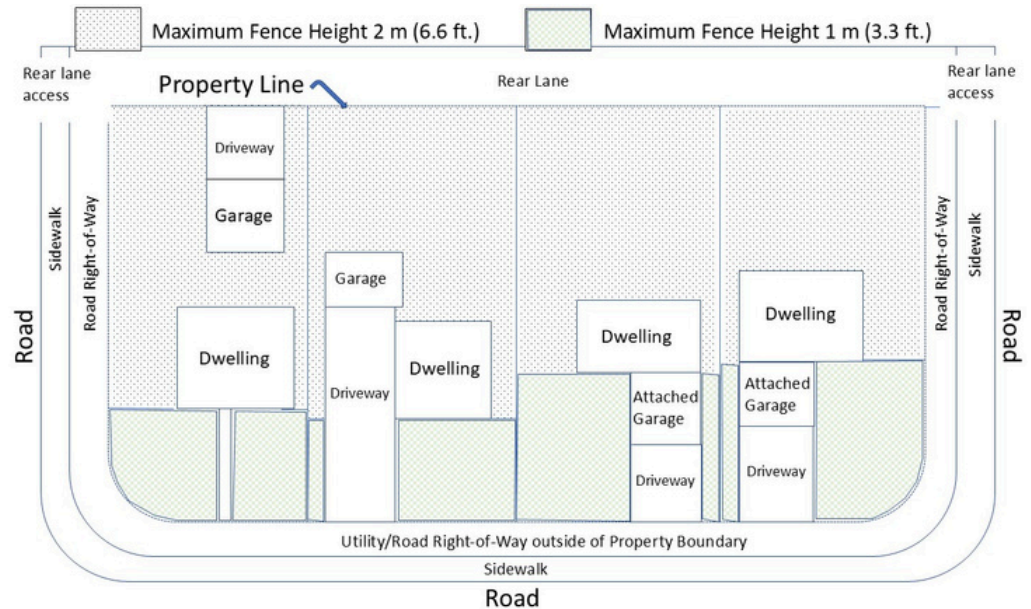 Maximum Fence Height 2 m (6.6 ft.)
Maximum Fence Height 1 m (3.3 ft.)
Rear lane
access
Property Line
Rear Lane
Rear lane
access
Driveway
Garage
Road
Sidewalk
Road Right-of-Way
Garage
Dwelling
Driveway
Dwelling
Dwelling
Attached
Garage
Driveway
Dwelling
Attached
Garage
Driveway
Road Right-of-Way
Sidewalk
Road
Utility/Road Right-of-Way outside of Property Boundary
Sidewalk
Road